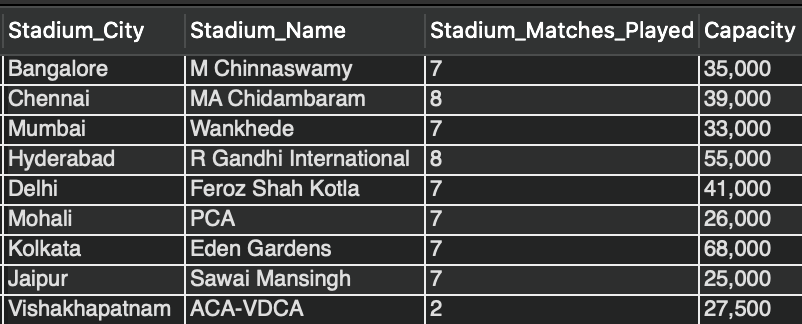 Stadium_City Stadium_Name Stadium_Matches_Played Capacity
Bangalore M Chinnaswamy 7 35,000
Chennai MA Chidambaram 8 39,000
Mumbai Wankhede 7 33,000
Hyderabad R Gandhi International 8 55,000
Delhi Feroz Shah Kotla 7 41,000
Mohali PCA 7 26,000
Kolkata Eden Gardens 7 68,000
Jaipur Sawai Mansingh 7 25,000
Vishakhapatnam ACA-VDCA 2 27,500